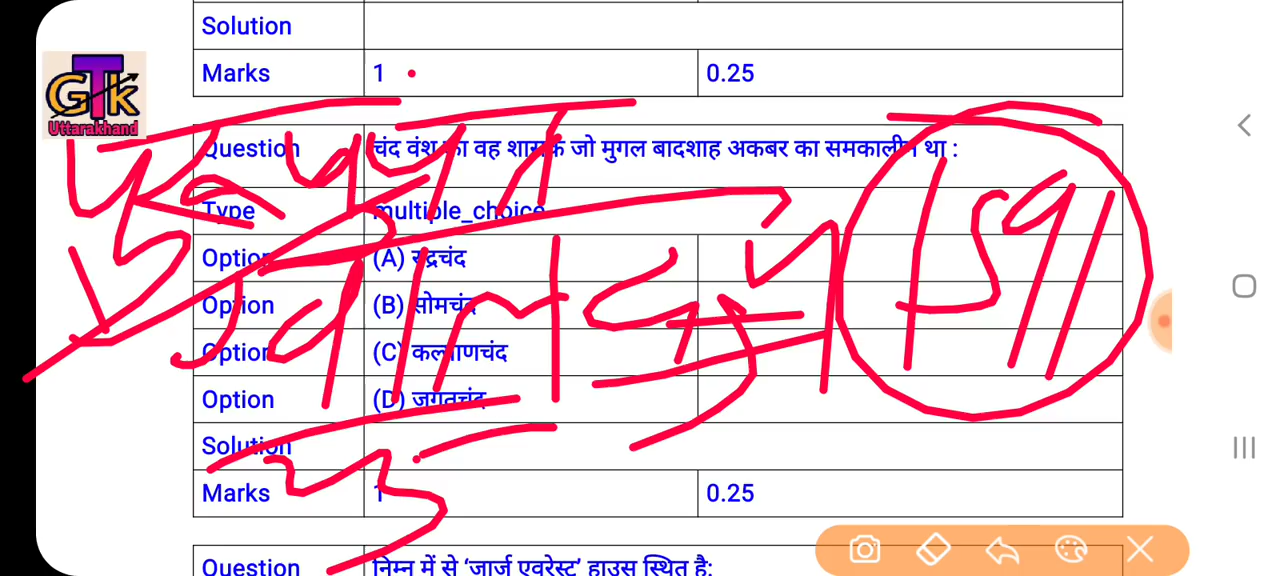 Solution
Marks 1 0.25
GTK
Uttarakhand
Question चंद वंश का वह शासक जो मुगल बादशाह अकबर का समकालीन था :
Type multiple_choice
Option (A) रुद्रचंद
Option (B) सोमचंद
Option (C) कल्याणचंद
Option (D) जगतचंद
Solution
Marks 1 0.25
Question निम्न में से ‘जार्ज एवरेस्ट’ हाउस स्थित है: